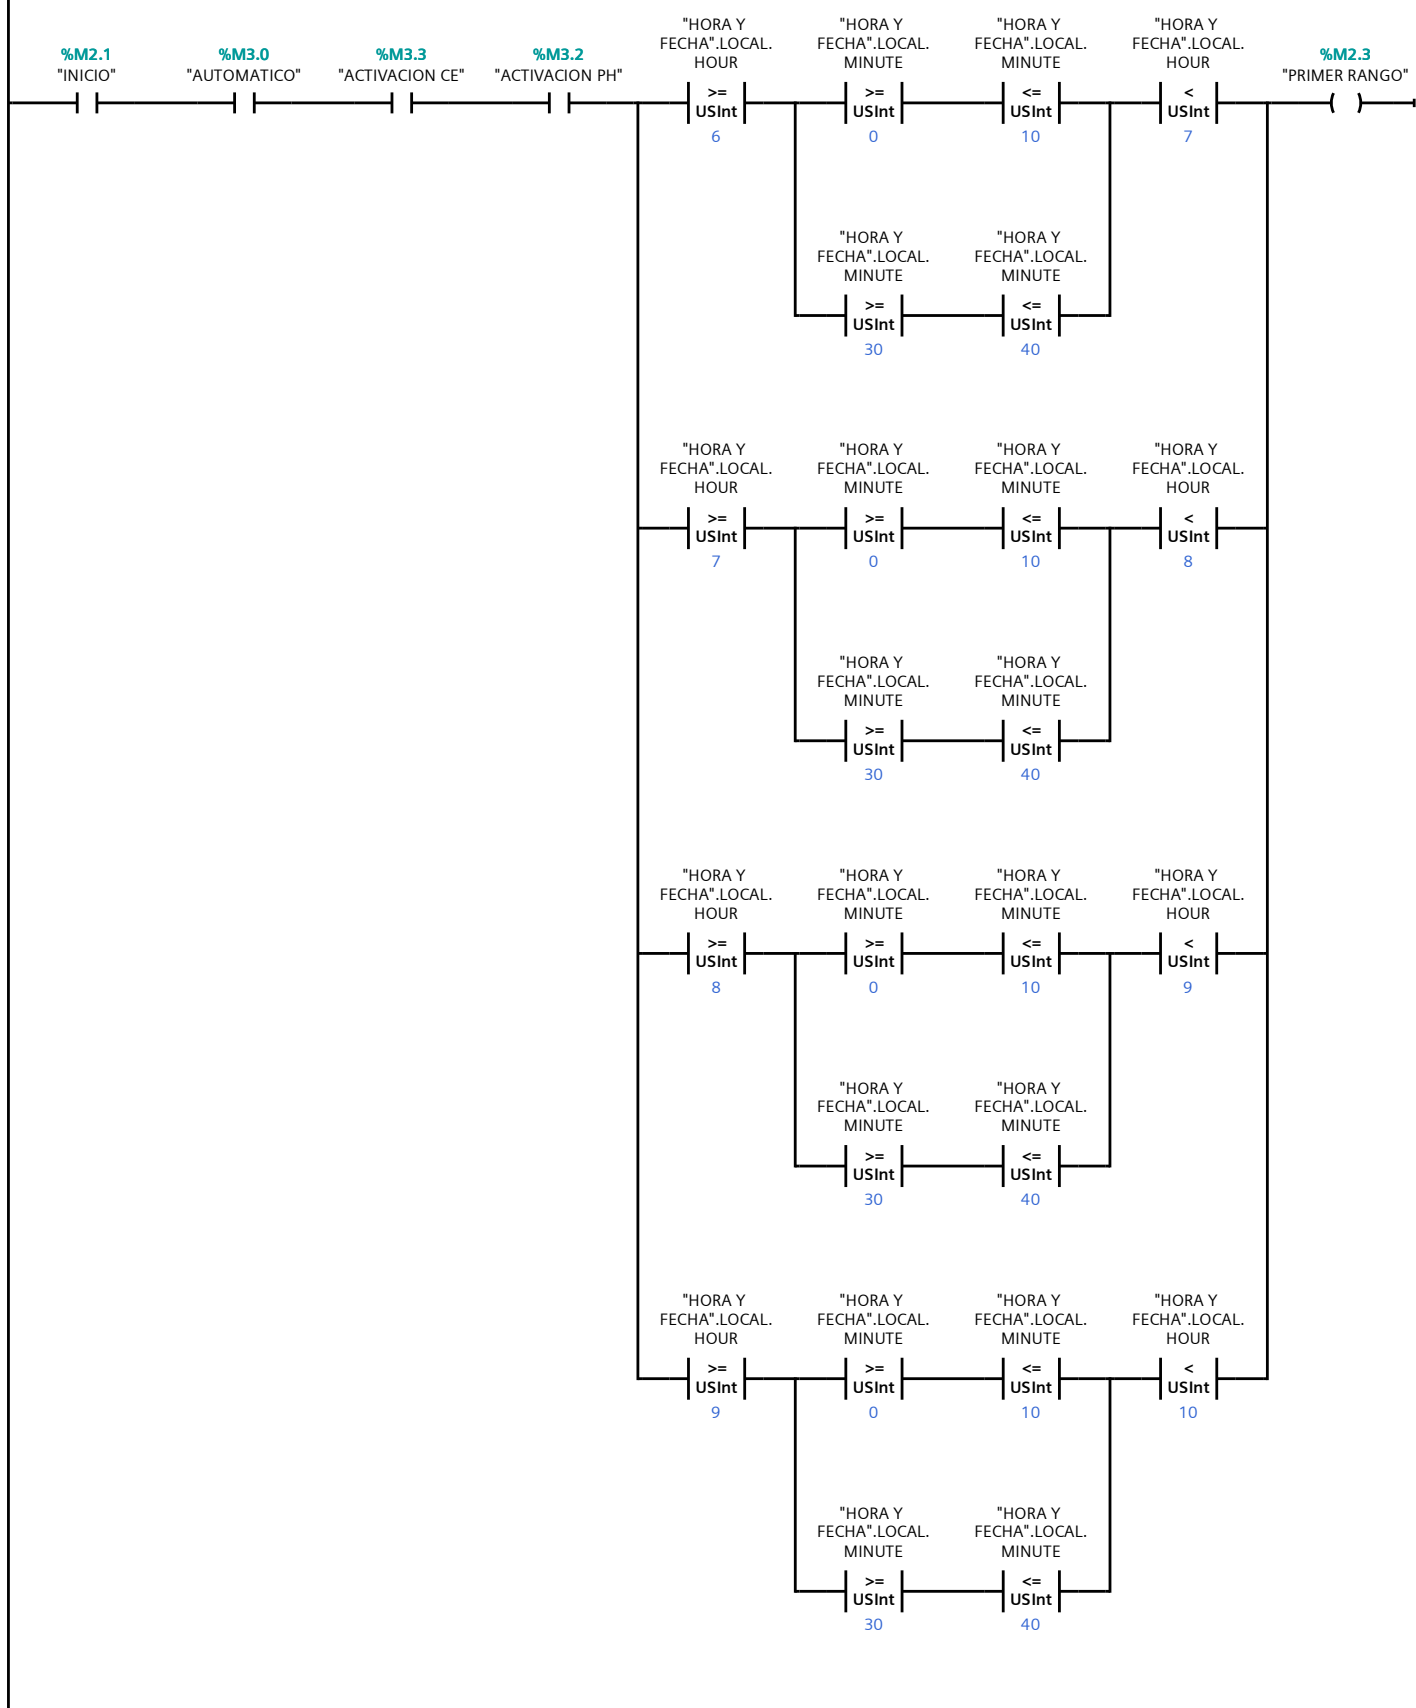 %M2.1
"INICIO"
%M3.0
"AUTOMATICO"
%M3.3
"ACTIVACION CE"
%M3.2
"ACTIVACION PH"
"HORA Y
FECHA".LOCAL.
HOUR
>=
USInt
6
"HORA Y
FECHA".LOCAL.
MINUTE
>=
USInt
0
"HORA Y
FECHA".LOCAL.
MINUTE
<=
USInt
10
"HORA Y
FECHA".LOCAL.
HOUR
<
USInt
7
%M2.3
"PRIMER RANGO"
"HORA Y
FECHA".LOCAL.
MINUTE
>=
USInt
30
"HORA Y
FECHA".LOCAL.
MINUTE
<=
USInt
40
"HORA Y
FECHA".LOCAL.
HOUR
>=
USInt
7
"HORA Y
FECHA".LOCAL.
MINUTE
>=
USInt
0
"HORA Y
FECHA".LOCAL.
MINUTE
<=
USInt
10
"HORA Y
FECHA".LOCAL.
HOUR
<
USInt
8
"HORA Y
FECHA".LOCAL.
MINUTE
>=
USInt
30
"HORA Y
FECHA".LOCAL.
MINUTE
<=
USInt
40
"HORA Y
FECHA".LOCAL.
HOUR
>=
USInt
8
"HORA Y
FECHA".LOCAL.
MINUTE
>=
USInt
0
"HORA Y
FECHA".LOCAL.
MINUTE
<=
USInt
10
"HORA Y
FECHA".LOCAL.
HOUR
<
USInt
9
"HORA Y
FECHA".LOCAL.
MINUTE
>=
USInt
30
"HORA Y
FECHA".LOCAL.
MINUTE
<=
USInt
40
"HORA Y
FECHA".LOCAL.
HOUR
>=
USInt
9
"HORA Y
FECHA".LOCAL.
MINUTE
>=
USInt
0
"HORA Y
FECHA".LOCAL.
MINUTE
<=
USInt
10
"HORA Y
FECHA".LOCAL.
HOUR
<
USInt
10
"HORA Y
FECHA".LOCAL.
MINUTE
>=
USInt
30
"HORA Y
FECHA".LOCAL.
MINUTE
<=
USInt
40